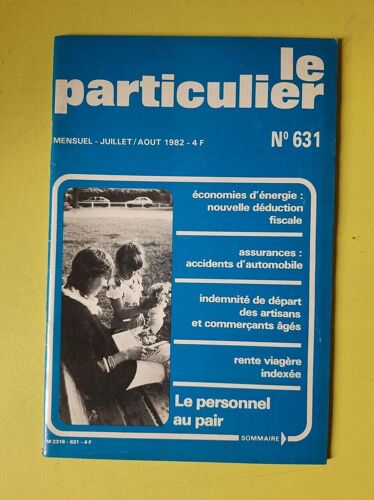 le
particulier
MENSUEL - JUILLET/AOUT 1982 - 4 F
N° 631
économies d'énergie :
nouvelle déduction
fiscale
assurances :
accidents d'automobile
indemnité de départ
des artisans
et commerçants âgés
rente viagère
indexée
Le personnel
au pair
SOMMAIRE
M 2316 - 631 - 4 F